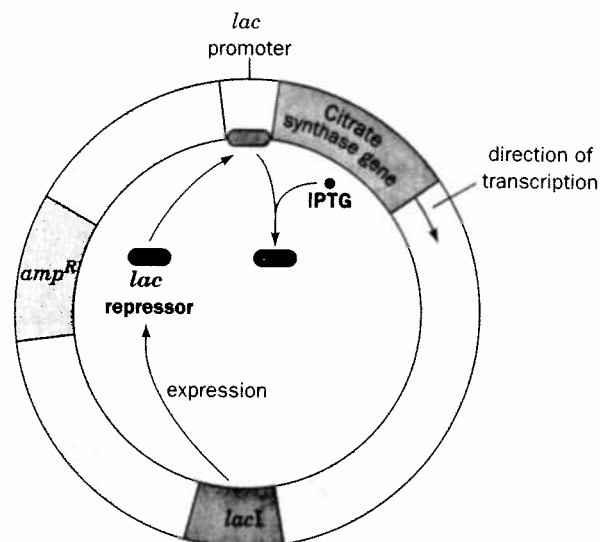 lac
promoter
Citrate
synthase gene
direction of
transcription
IPTG
amp^R
lac
repressor
expression
lacI